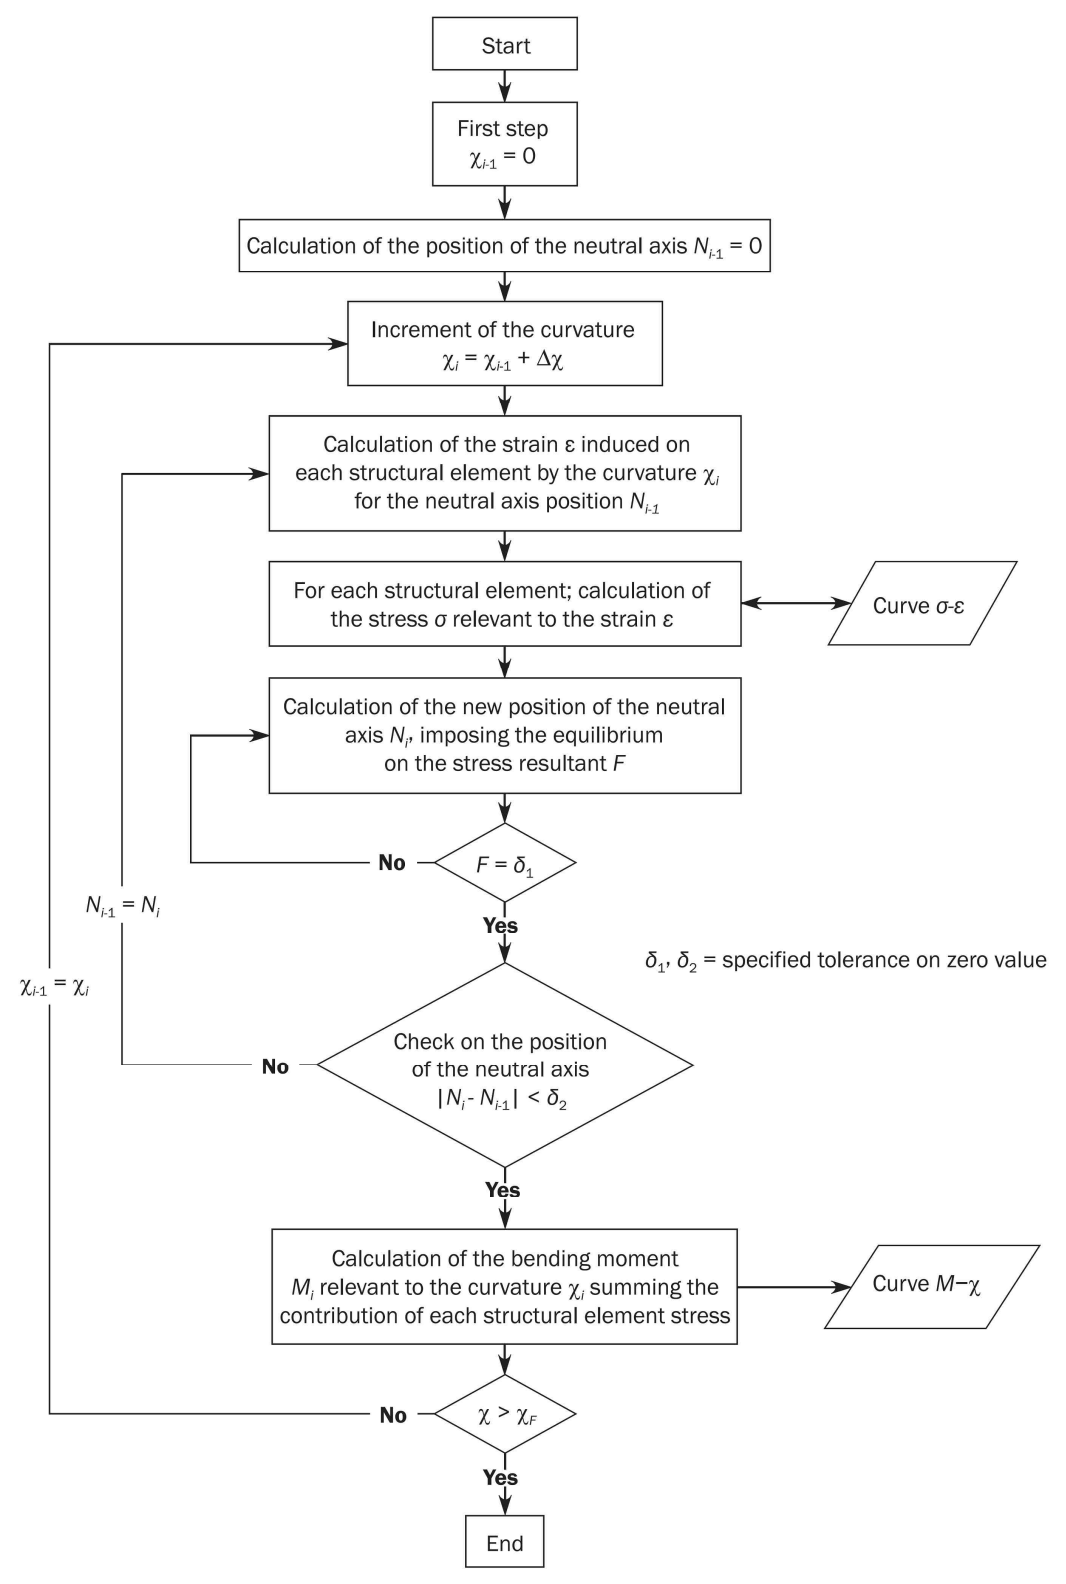 Start
First step
χi-1 = 0
Calculation of the position of the neutral axis Ni-1 = 0
Increment of the curvature
χi = χi-1 + Δχ
Calculation of the strain ε induced on
each structural element by the curvature χi
for the neutral axis position Ni-1
For each structural element; calculation of
the stress σ relevant to the strain ε
Curve σ-ε
Calculation of the new position of the neutral
axis Ni, imposing the equilibrium
on the stress resultant F
No
F = δ1
Ni-1 = Ni
Yes
δ1, δ2 = specified tolerance on zero value
χi-1 = χi
Check on the position
of the neutral axis
|Ni - Ni-1| < δ2
No
Yes
Calculation of the bending moment
Mi relevant to the curvature χi summing the
contribution of each structural element stress
Curve M–χ
No
χ > χF
Yes
End